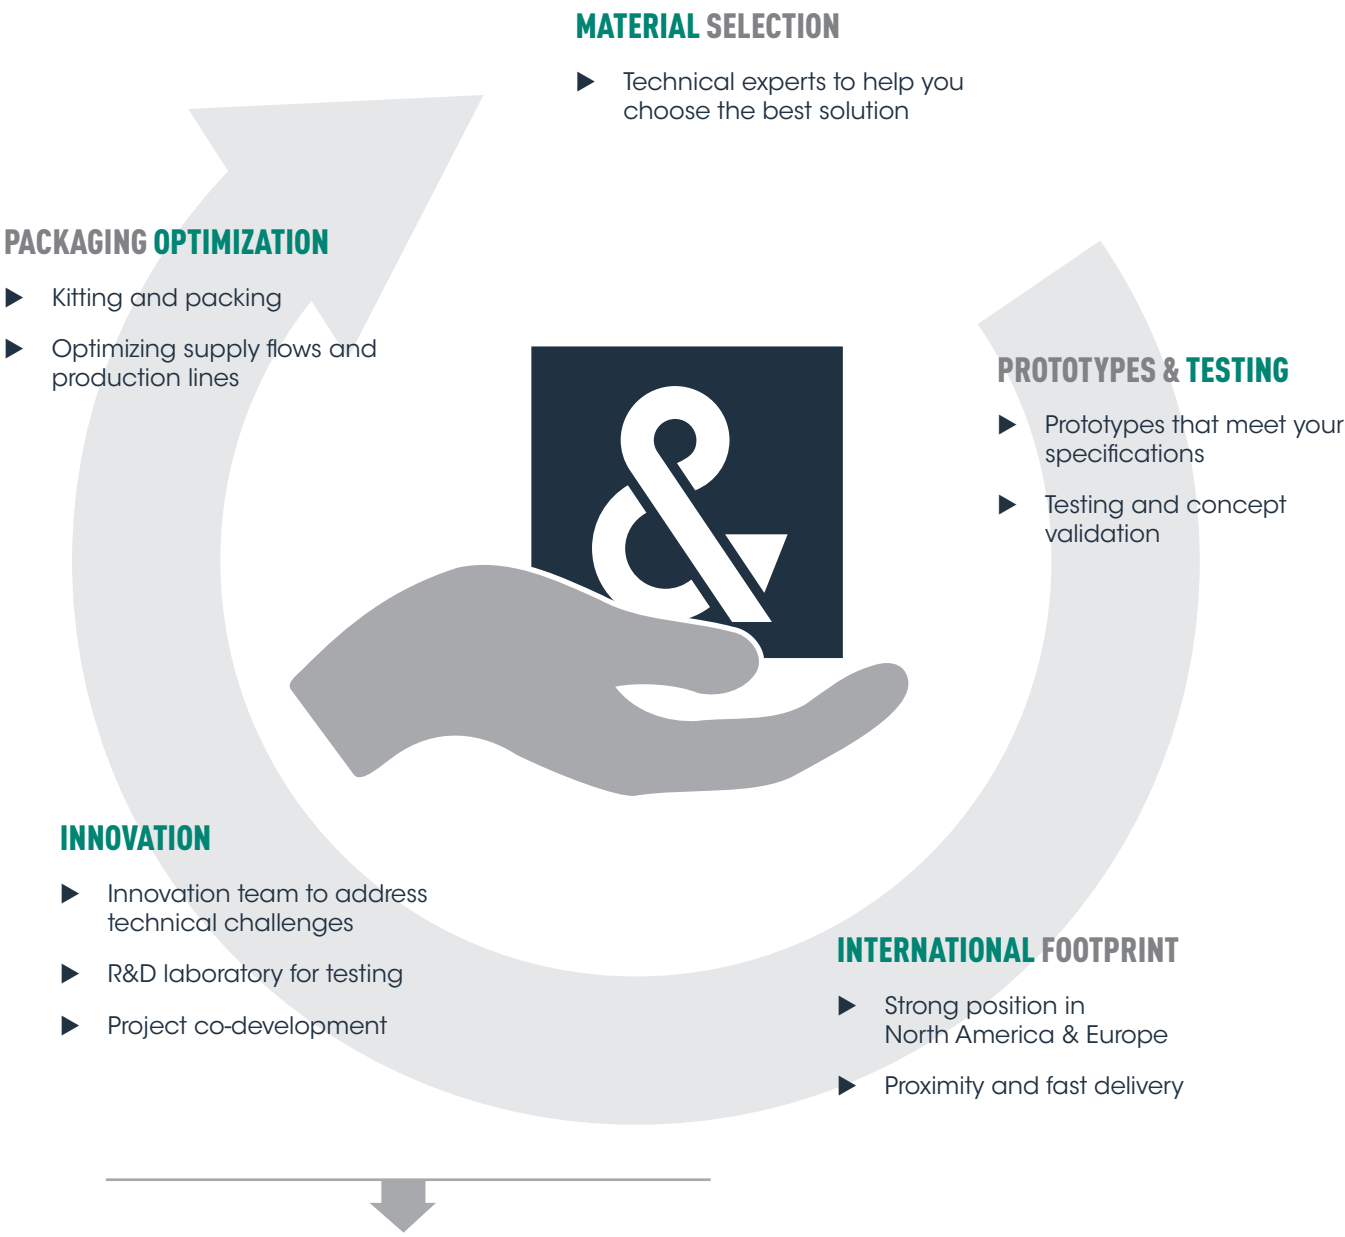 MATERIAL SELECTION
▶ Technical experts to help you
choose the best solution
PACKAGING OPTIMIZATION
▶ Kitting and packing
▶ Optimizing supply flows and
production lines
&
PROTOTYPES & TESTING
▶ Prototypes that meet your
specifications
▶ Testing and concept
validation
INNOVATION
▶ Innovation team to address
technical challenges
▶ R&D laboratory for testing
▶ Project co-development
INTERNATIONAL FOOTPRINT
▶ Strong position in
North America & Europe
▶ Proximity and fast delivery